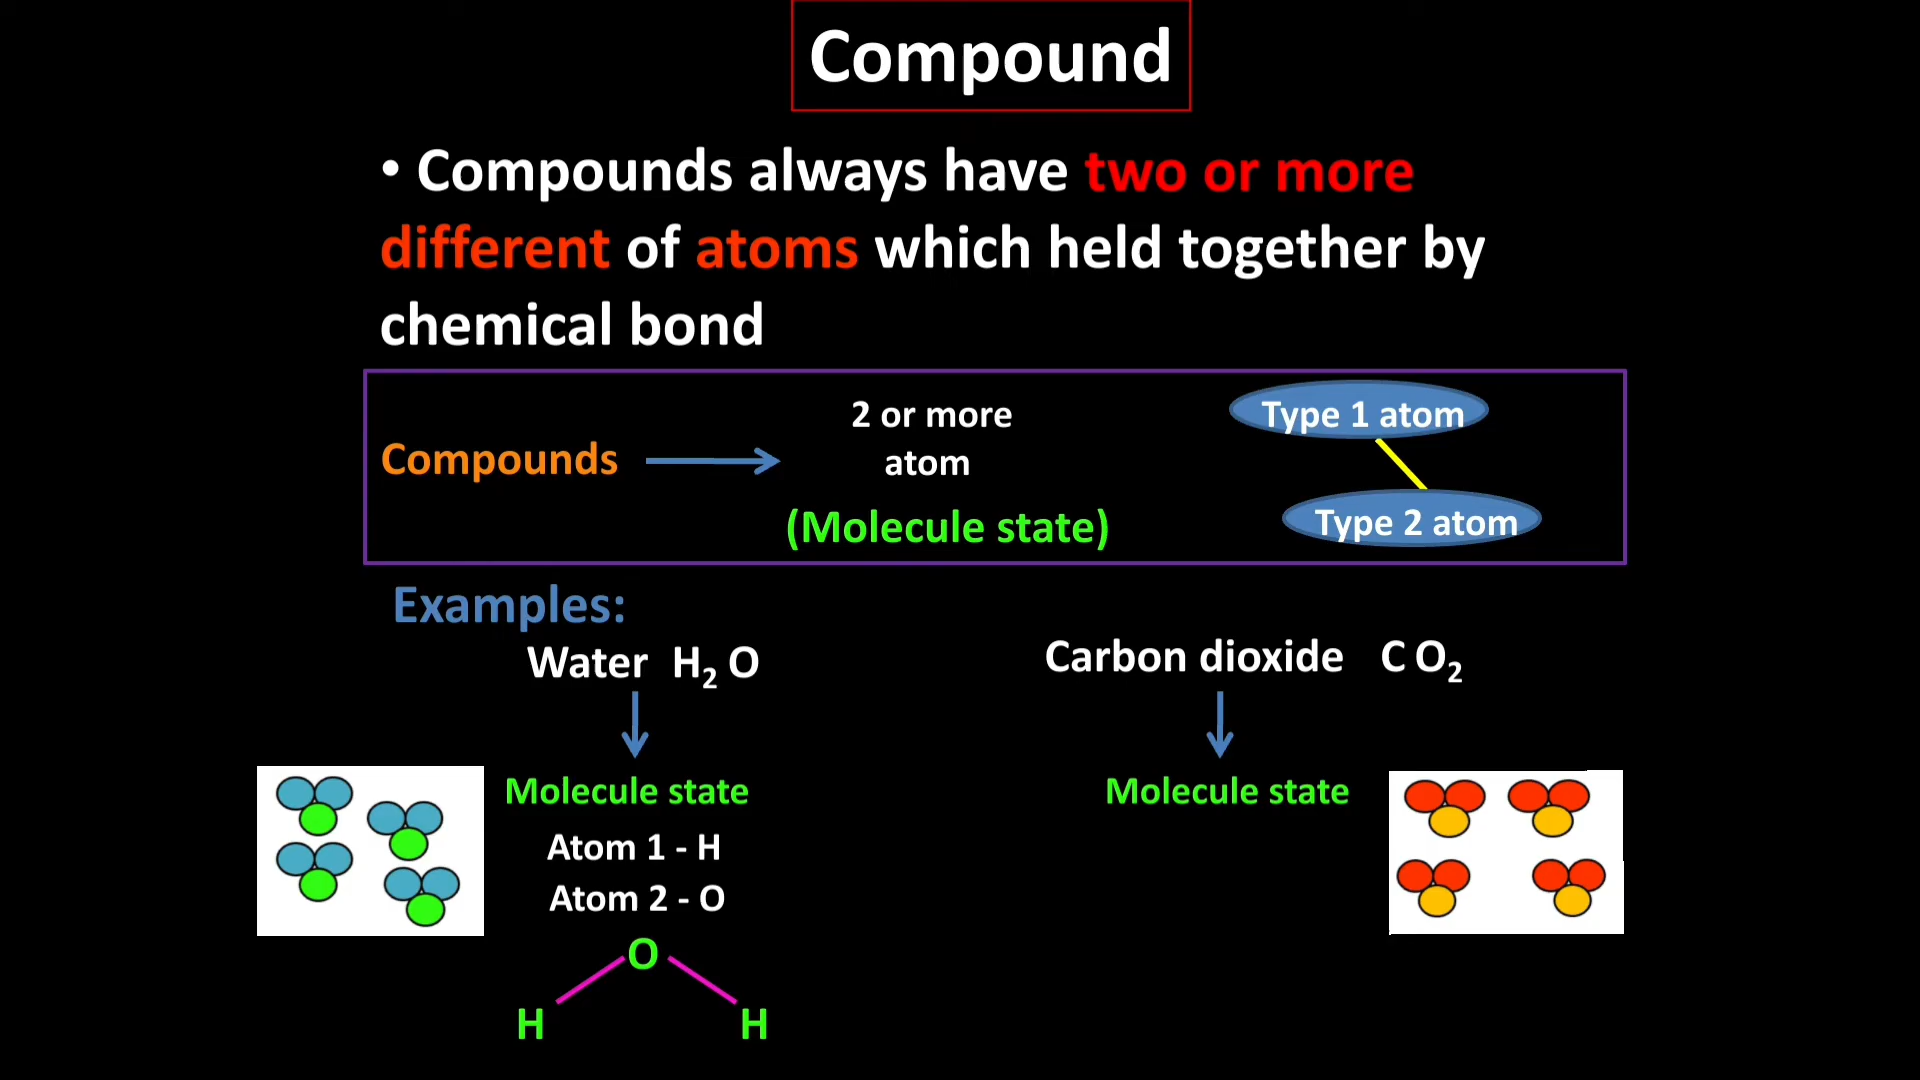 Compound
• Compounds always have two or more
different of atoms which held together by
chemical bond
Compounds
2 or more
atom
(Molecule state)
Type 1 atom
Type 2 atom
Examples:
Water H₂ O
Molecule state
Atom 1 - H
Atom 2 - O
O
H H
Carbon dioxide C O₂
Molecule state